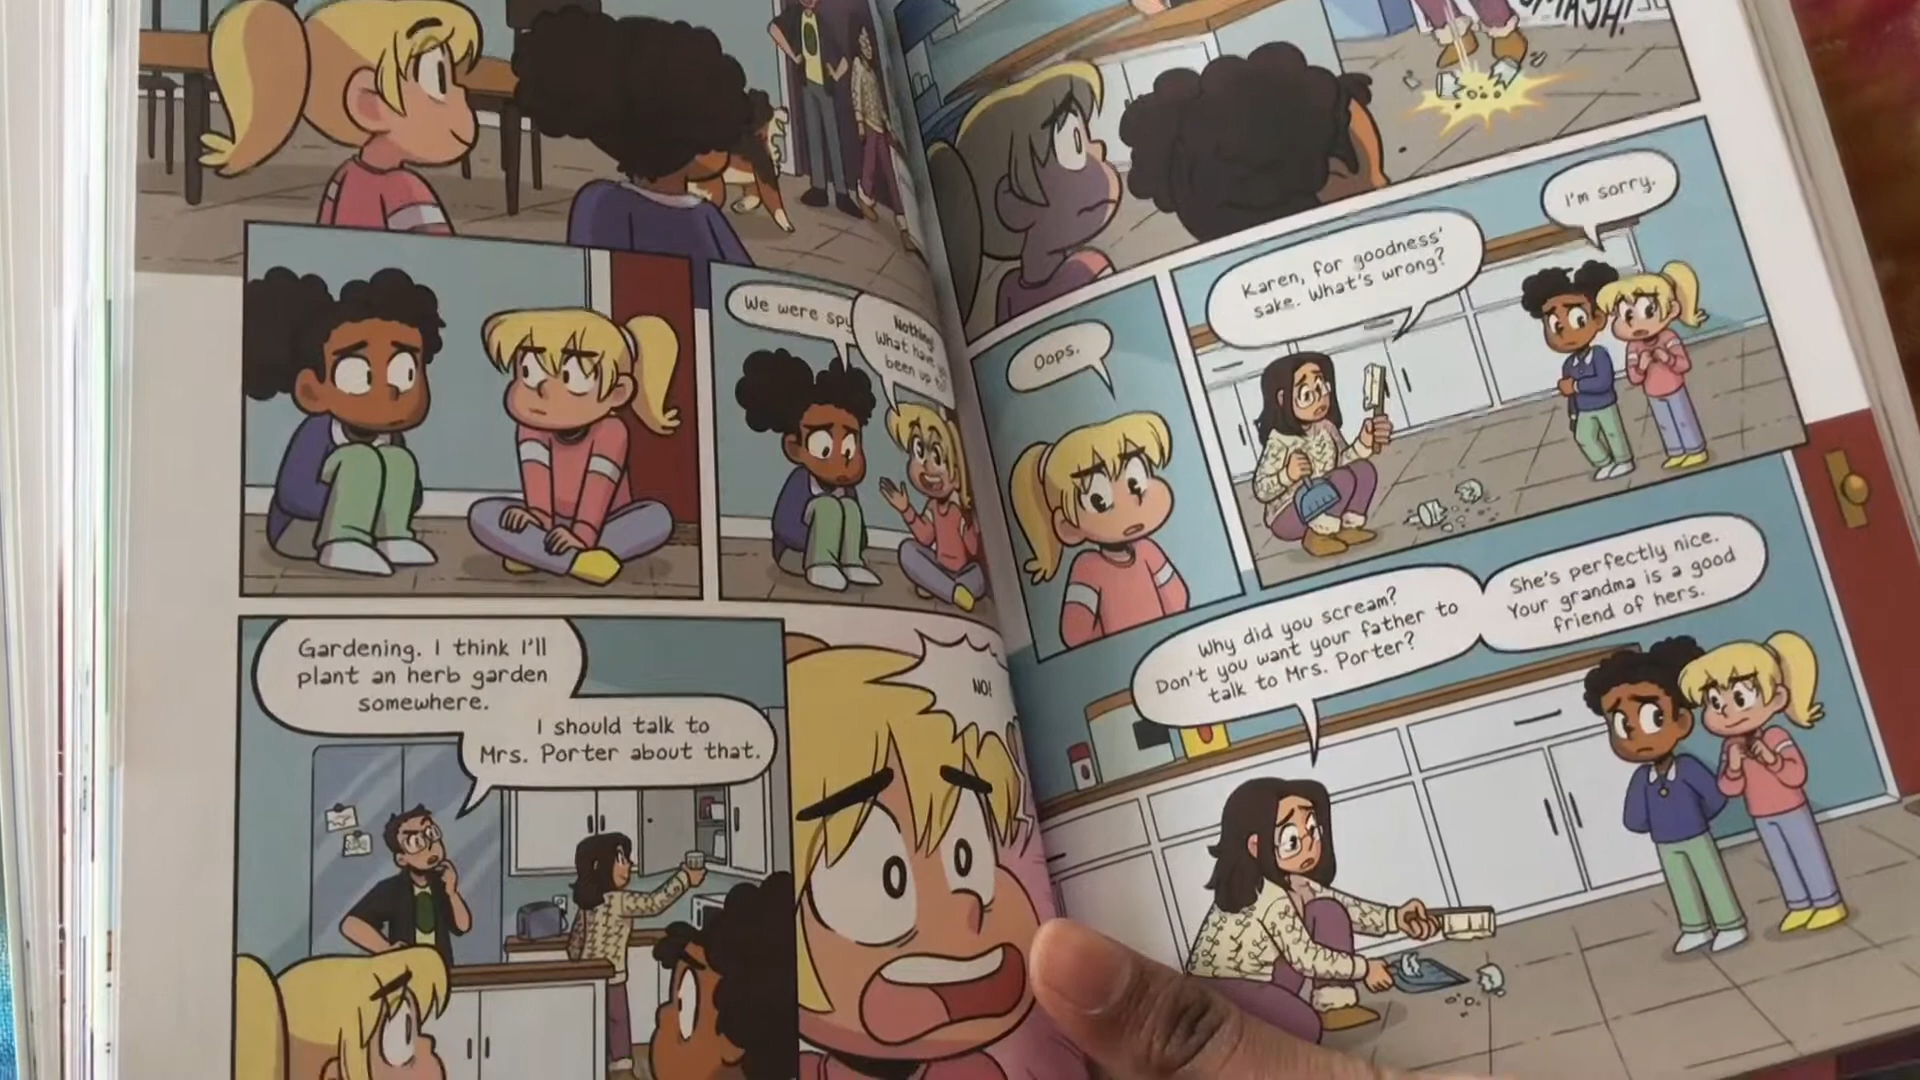 We were spy
Nothing!
What have
been up
Gardening. I think I'll
plant an herb garden
somewhere.
I should talk to
Mrs. Porter about that.
NO!
SMASH!
Oops.
Karen, for goodness'
sake. What's wrong?
I'm sorry.
Why did you scream?
Don't you want your father to
talk to Mrs. Porter?
She's perfectly nice.
Your grandma is a good
friend of hers.